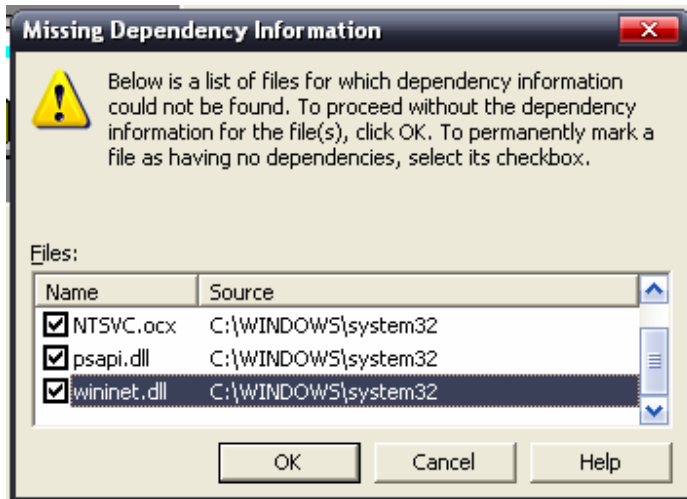 Missing Dependency Information
Below is a list of files for which dependency information
could not be found. To proceed without the dependency
information for the file(s), click OK. To permanently mark a
file as having no dependencies, select its checkbox.
Files:
Name Source
NTSVC.ocx C:\WINDOWS\system32
psapi.dll C:\WINDOWS\system32
wininet.dll C:\WINDOWS\system32
OK Cancel Help